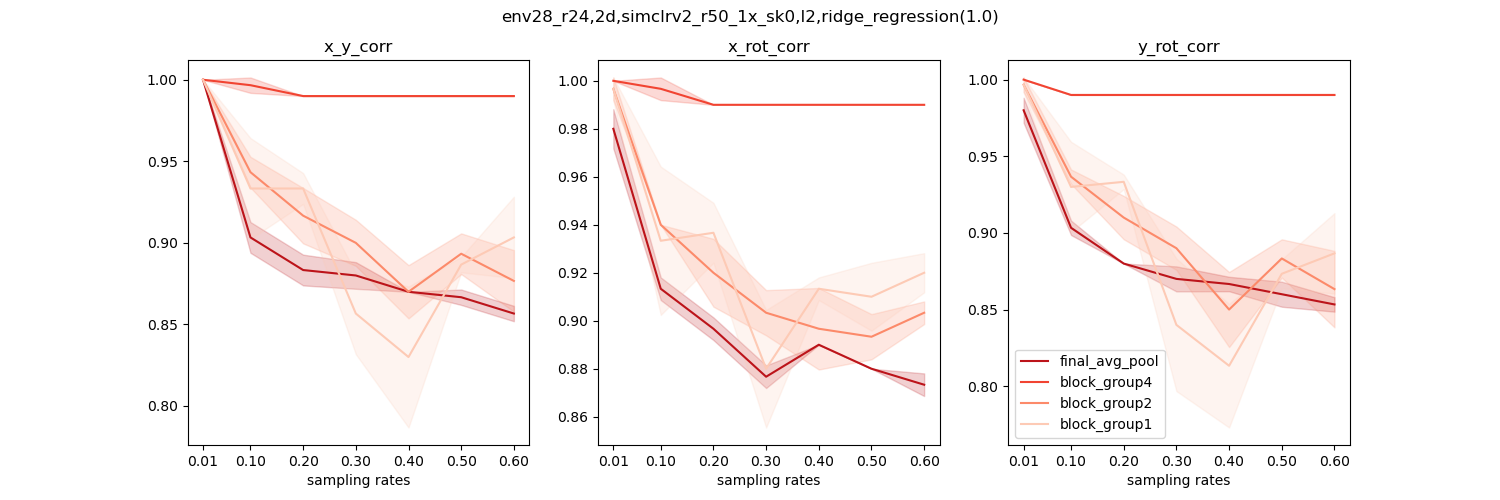 env28_r24,2d,simclrv2_r50_1x_sk0,l2,ridge_regression(1.0)
x_y_corr
1.00
0.95
0.90
0.85
0.80
0.01 0.10 0.20 0.30 0.40 0.50 0.60
sampling rates
x_rot_corr
1.00
0.98
0.96
0.94
0.92
0.90
0.88
0.86
0.01 0.10 0.20 0.30 0.40 0.50 0.60
sampling rates
y_rot_corr
1.00
0.95
0.90
0.85
0.80
final_avg_pool
block_group4
block_group2
block_group1
0.01 0.10 0.20 0.30 0.40 0.50 0.60
sampling rates